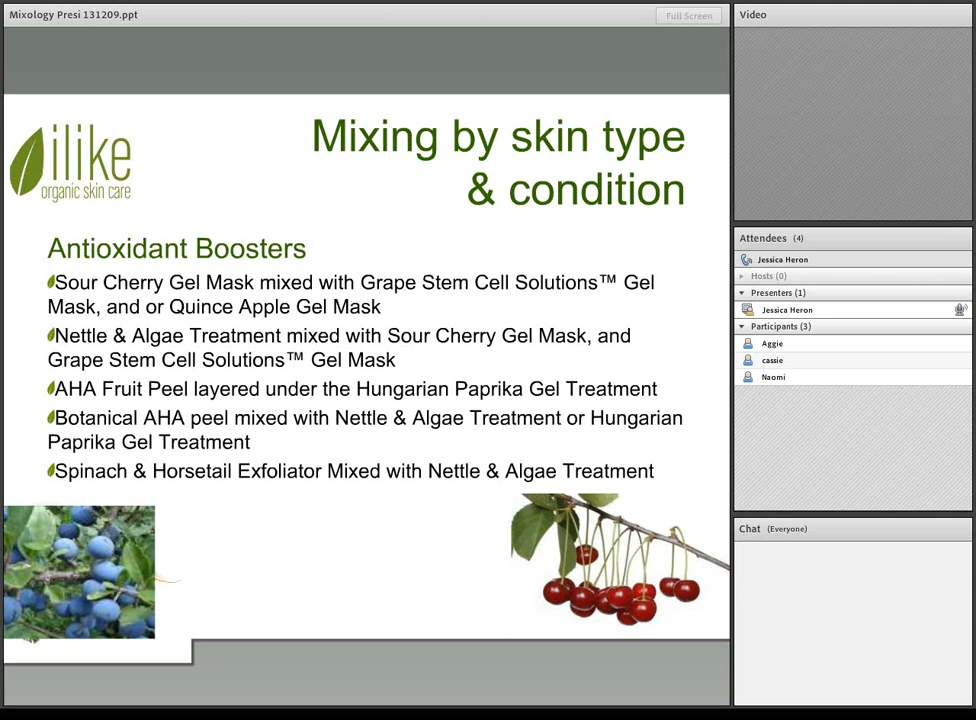 Mixology Presi 131209.ppt
Full Screen
ilike
organic skin care
Mixing by skin type
& condition
Antioxidant Boosters
Sour Cherry Gel Mask mixed with Grape Stem Cell Solutions™ Gel
Mask, and or Quince Apple Gel Mask
Nettle & Algae Treatment mixed with Sour Cherry Gel Mask, and
Grape Stem Cell Solutions™ Gel Mask
AHA Fruit Peel layered under the Hungarian Paprika Gel Treatment
Botanical AHA peel mixed with Nettle & Algae Treatment or Hungarian
Paprika Gel Treatment
Spinach & Horsetail Exfoliator Mixed with Nettle & Algae Treatment
Video
Attendees (4)
Jessica Heron
Hosts (0)
Presenters (1)
Jessica Heron
Participants (3)
Aggie
cassie
Naomi
Chat (Everyone)